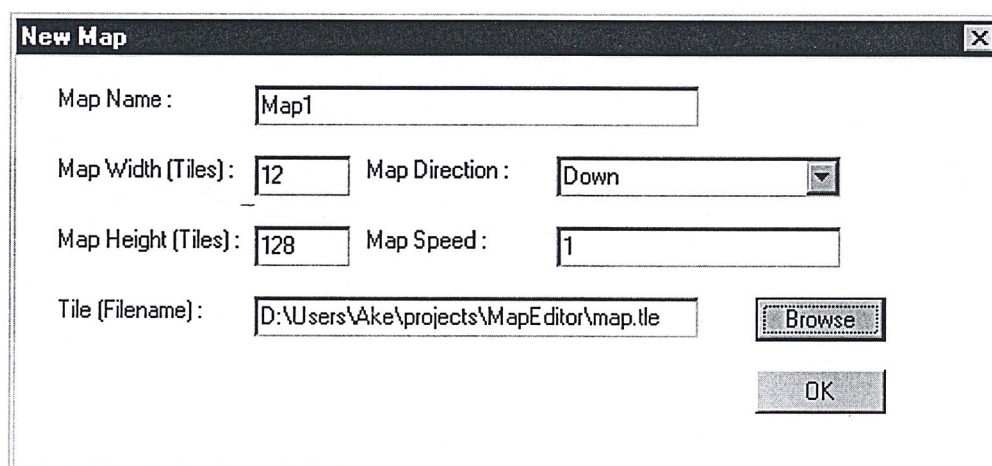 New Map
Map Name : Map1
Map Width (Tiles) : 12 Map Direction : Down
Map Height (Tiles) : 128 Map Speed : 1
Tile (Filename) : D:\Users\Ake\projects\MapEditor\map.tle Browse
OK